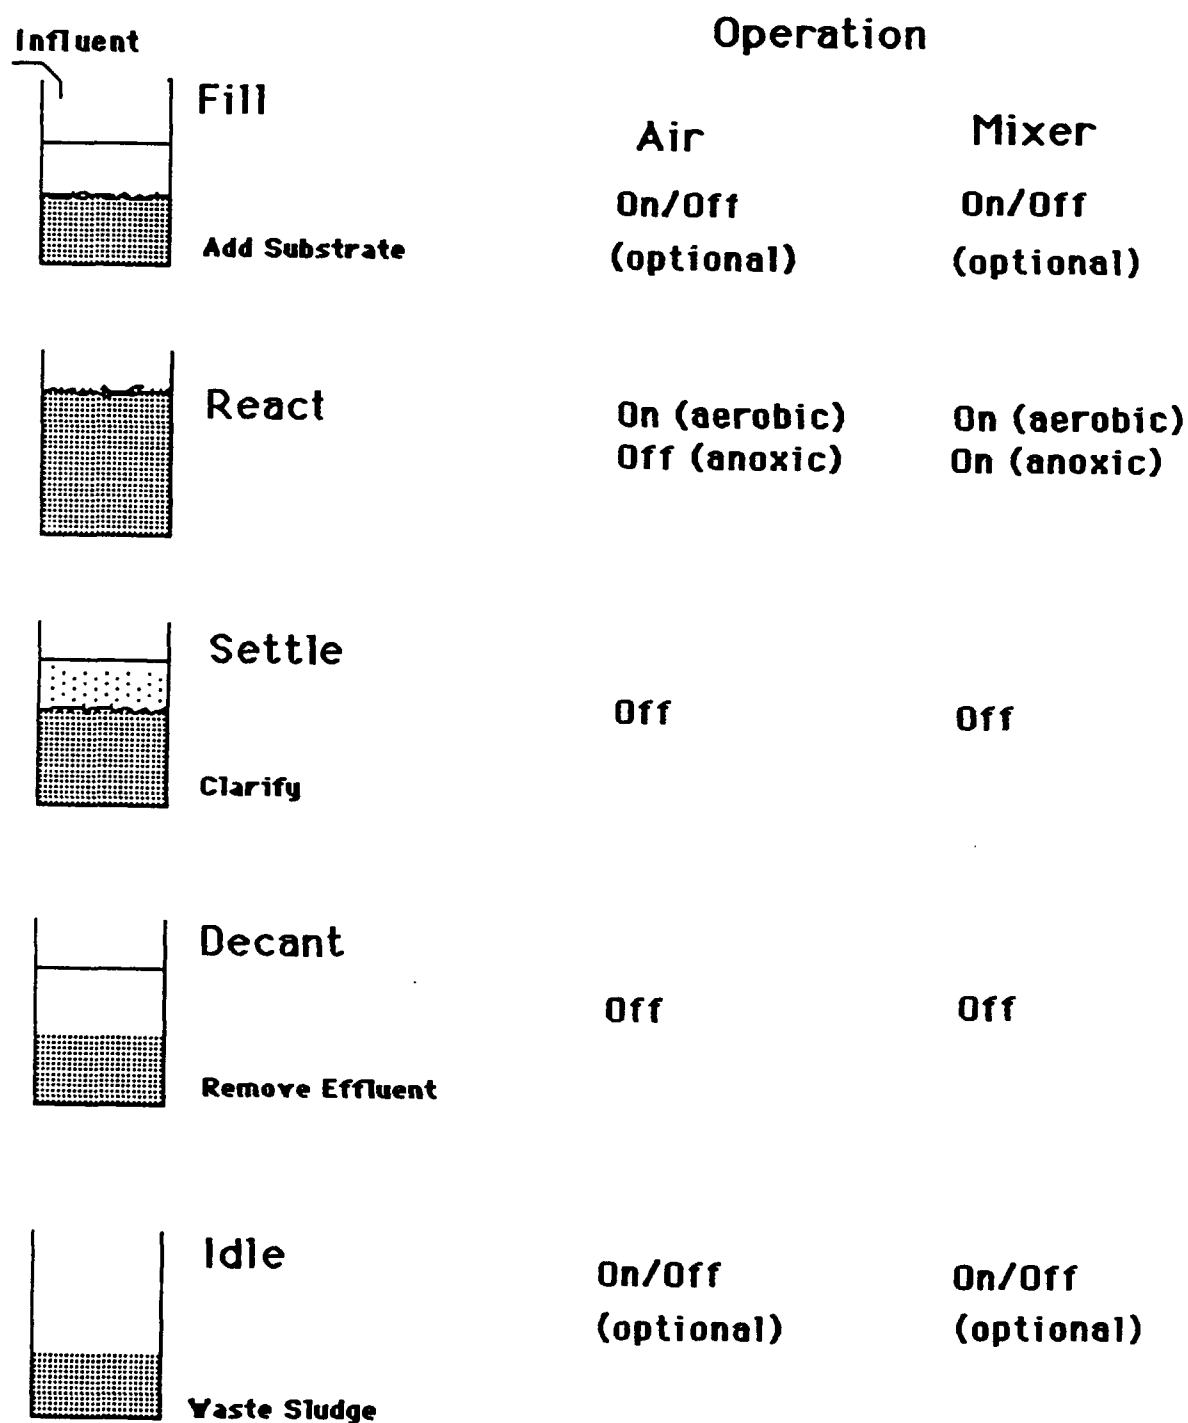 Influent
Operation
Fill
Air
Mixer
On/Off
On/Off
Add Substrate
(optional)
(optional)
React
On (aerobic)
On (aerobic)
Off (anoxic)
On (anoxic)
Settle
Off
Off
Clarify
Decant
Off
Off
Remove Effluent
Idle
On/Off
On/Off
(optional)
(optional)
Waste Sludge